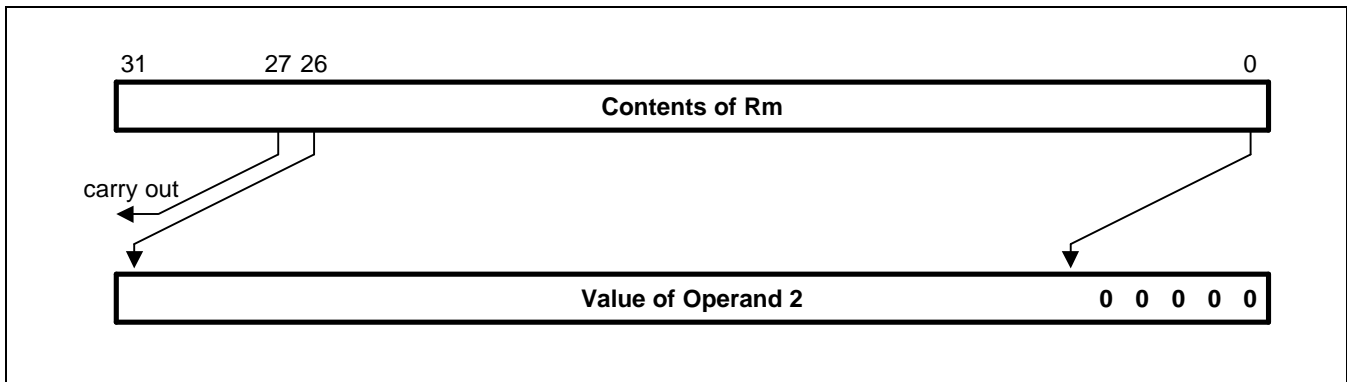 31 27 26 0
Contents of Rm
carry out
Value of Operand 2 0 0 0 0 0